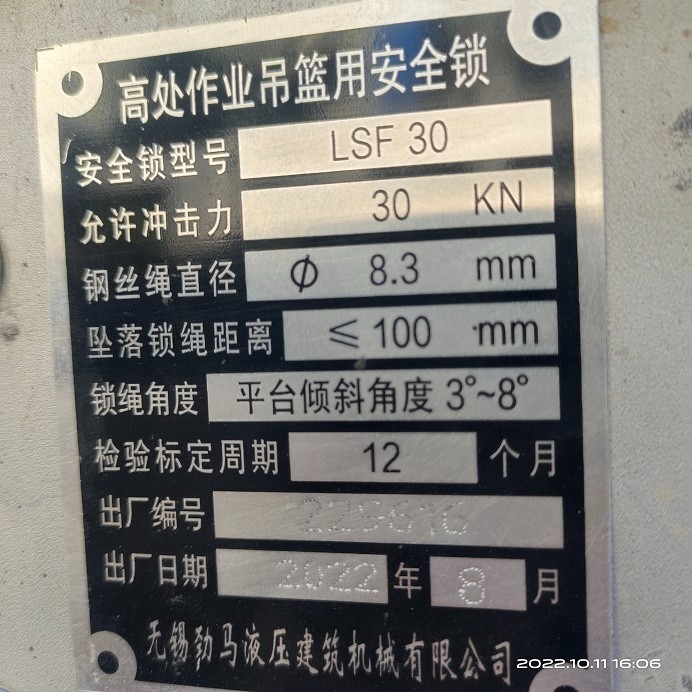 高处作业吊篮用安全锁
安全锁型号 LSF 30
允许冲击力 30 KN
钢丝绳直径 φ 8.3 mm
坠落锁绳距离 ≤ 100 mm
锁绳角度 平台倾斜角度 3°~8°
检验标定周期 12 个月
出厂编号
出厂日期 2022 年 8 月
无锡劲马液压建筑机械有限公司
2022.10.11 16:06